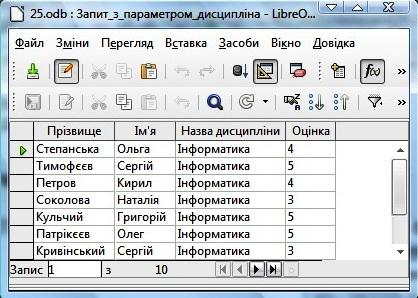 25.odb : Запит_з_параметром_дисципліна - LibreO...
Файл Зміни Перегляд Вставка Засоби Вікно Довідка
f(x)
Прізвище Ім'я Назва дисципліни Оцінка
Степанська Ольга Інформатика 4
Тимофєєв Сергій Інформатика 5
Петров Кирил Інформатика 4
Соколова Наталія Інформатика 3
Кульчий Григорій Інформатика 5
Патрікєєв Олег Інформатика 5
Кривінський Сергій Інформатика 3
Запис 1 з 10